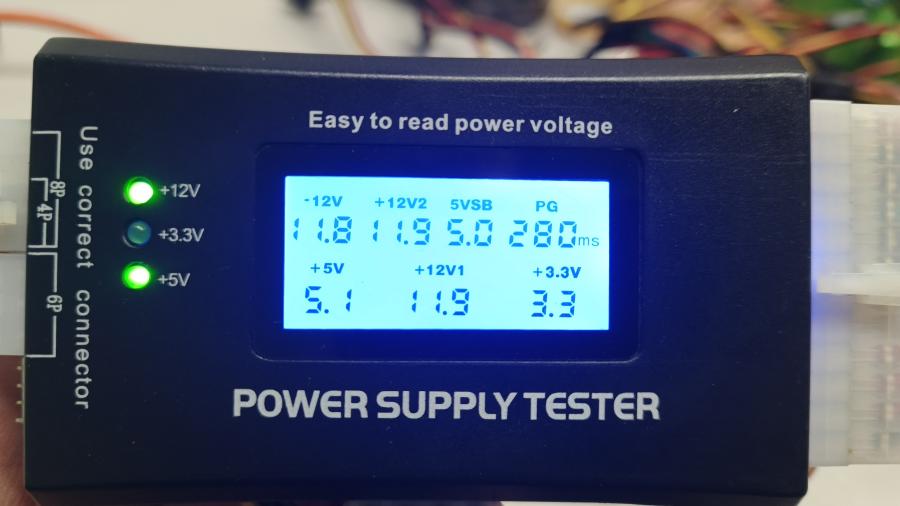 Easy to read power voltage
Use correct connector
8P
4P
6P
+12V
+3.3V
+5V
-12V +12V2 5VSB PG
11.8 11.9 5.0 280ms
+5V +12V1 +3.3V
5.1 11.9 3.3
POWER SUPPLY TESTER